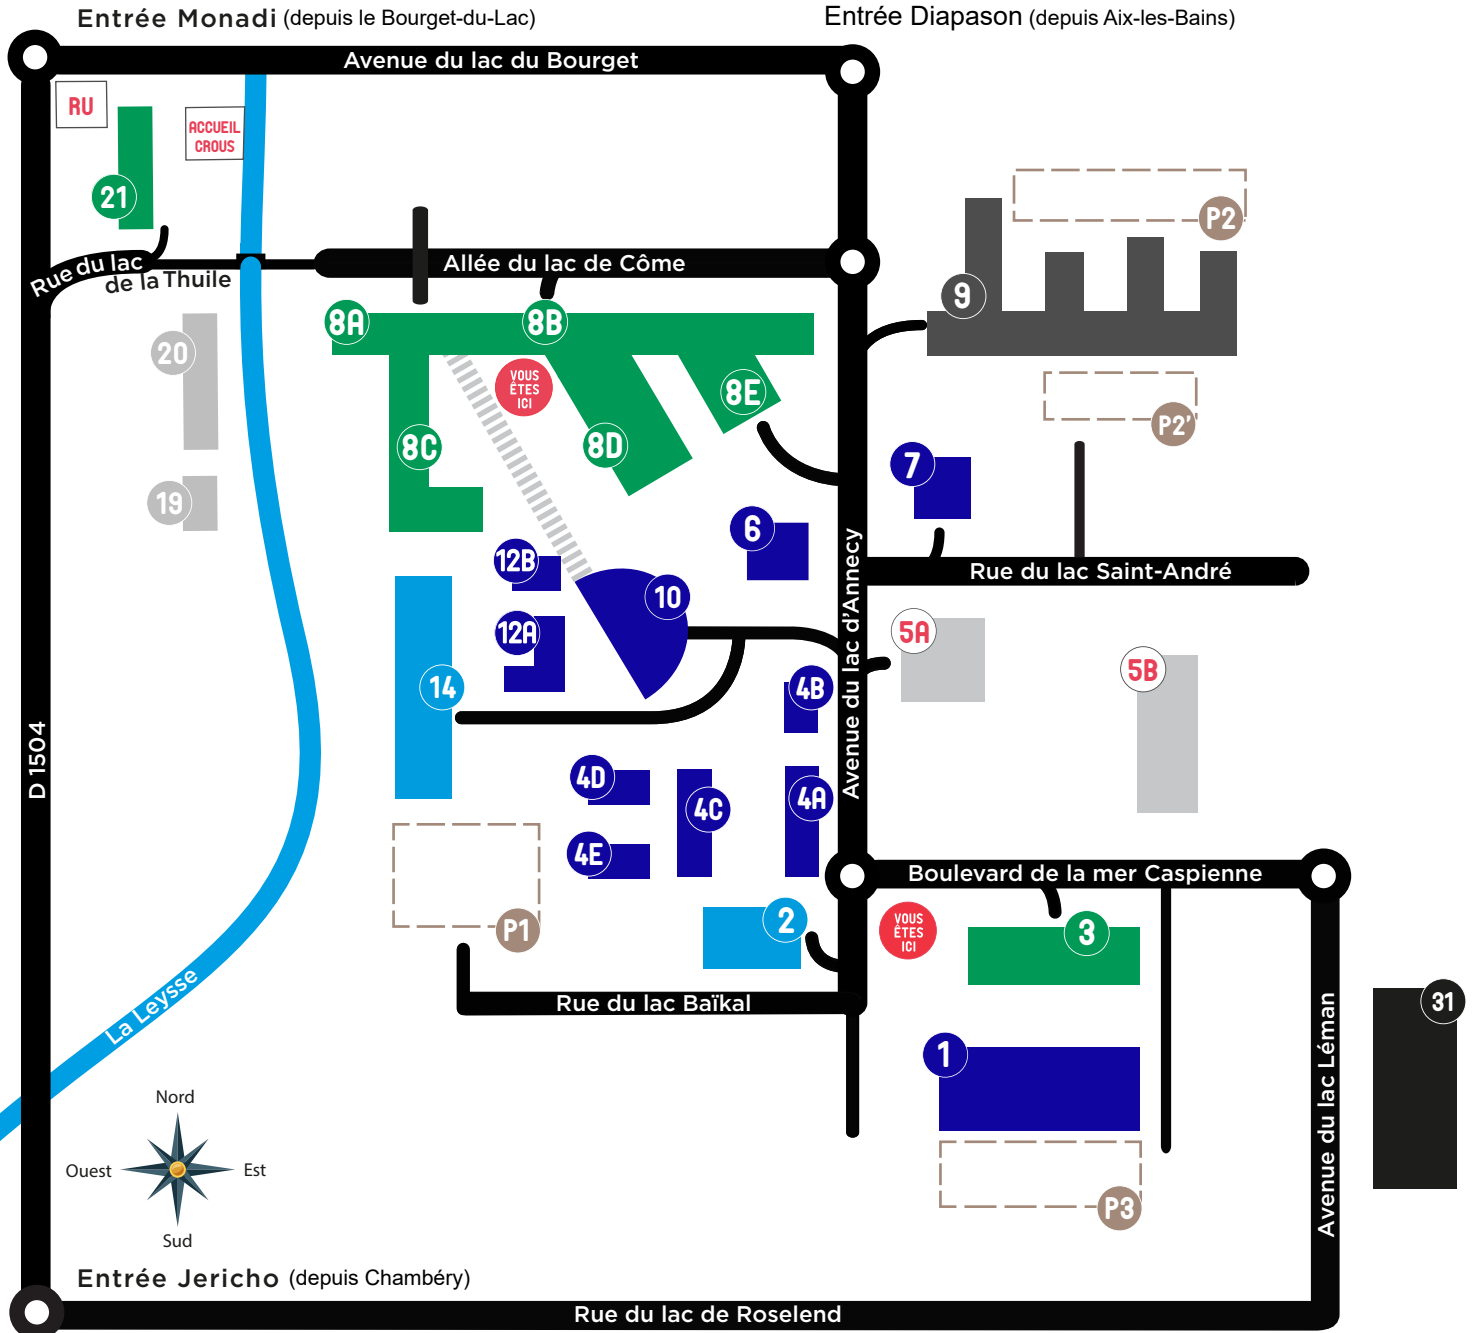 Entrée Monadi (depuis le Bourget-du-Lac)
Entrée Diapason (depuis Aix-les-Bains)
Avenue du lac du Bourget
RU
ACCUEIL
CROUS
21
P2
Rue du lac
de la Thuile
Allée du lac de Côme
9
8A
8B
20
VOUS
ÊTES
ICI
8E
P2'
8C
8D
7
19
6
12B
Rue du lac Saint-André
10
12A
5A
Avenue du lac d'Annecy
5B
14
4B
D 1504
4D
4C
4A
4E
Boulevard de la mer Caspienne
P1
2
VOUS
ÊTES
ICI
3
La Leysse
Rue du lac Baïkal
31
1
Avenue du lac Léman
Nord
Ouest
Est
Sud
P3
Entrée Jericho (depuis Chambéry)
Rue du lac de Roselend